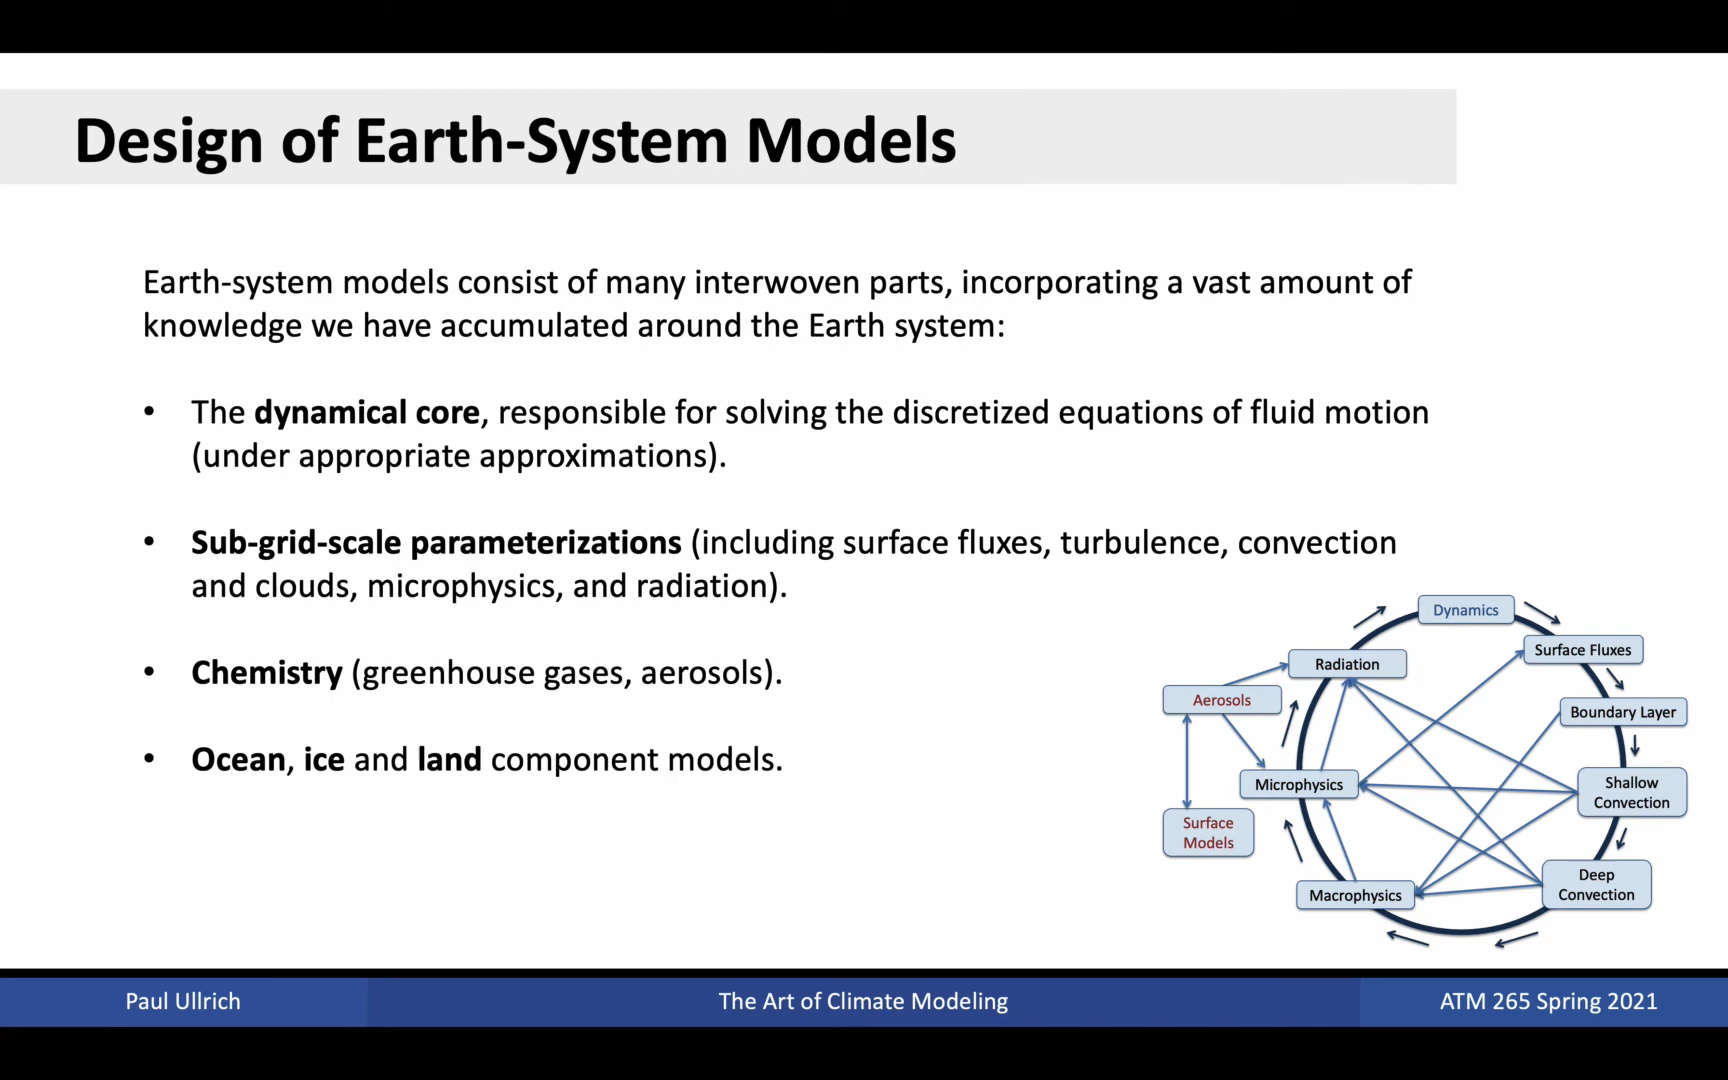 Design of Earth-System Models
Earth-system models consist of many interwoven parts, incorporating a vast amount of
knowledge we have accumulated around the Earth system:
• The dynamical core, responsible for solving the discretized equations of fluid motion
(under appropriate approximations).
• Sub-grid-scale parameterizations (including surface fluxes, turbulence, convection
and clouds, microphysics, and radiation).
• Chemistry (greenhouse gases, aerosols).
• Ocean, ice and land component models.
Dynamics
Surface Fluxes
Boundary Layer
Shallow
Convection
Deep
Convection
Macrophysics
Microphysics
Radiation
Aerosols
Surface
Models
Paul Ullrich
The Art of Climate Modeling
ATM 265 Spring 2021